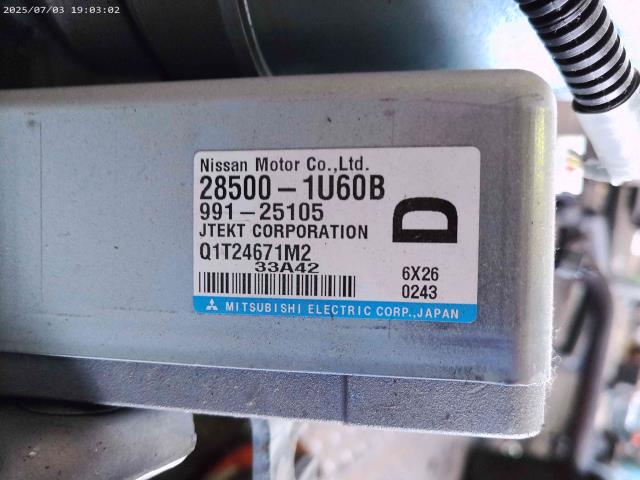 2025/07/03 19:03:02
Nissan Motor Co.,Ltd.
28500-1U60B
991-25105
JTEKT CORPORATION
D
Q1T24671M2
33A42
6X26
0243
MITSUBISHI ELECTRIC CORP.,JAPAN